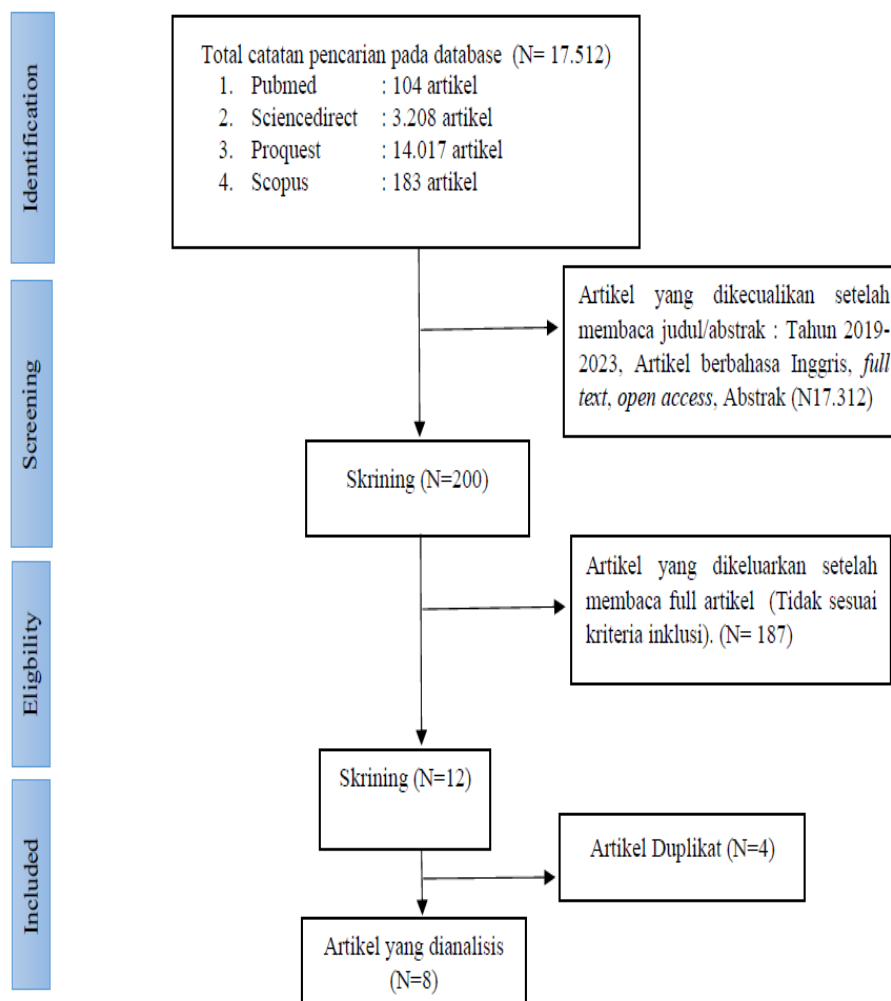 Identification
Total catatan pencarian pada database (N= 17.512)
1. Pubmed : 104 artikel
2. Sciencedirect : 3.208 artikel
3. Proquest : 14.017 artikel
4. Scopus : 183 artikel
Screening
Artikel yang dikecualikan setelah
membaca judul/abstrak : Tahun 2019-
2023, Artikel berbahasa Inggris, full
text, open access, Abstrak (N17.312)
Skrining (N=200)
Eligbility
Artikel yang dikeluarkan setelah
membaca full artikel (Tidak sesuai
kriteria inklusi). (N= 187)
Skrining (N=12)
Included
Artikel Duplikat (N=4)
Artikel yang dianalisis
(N=8)